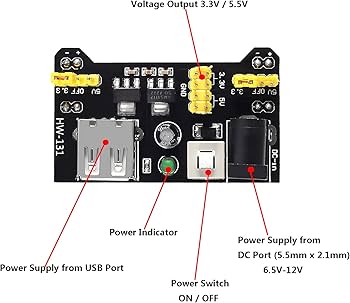 Voltage Output 3.3V / 5.5V
3.3
OFF
5V
GND
3.3V
5V
3.3
OFF
5V
HW-131
DC-IN
Power Indicator
Power Supply from USB Port
Power Switch
ON / OFF
Power Supply from
DC Port (5.5mm x 2.1mm)
6.5V-12V